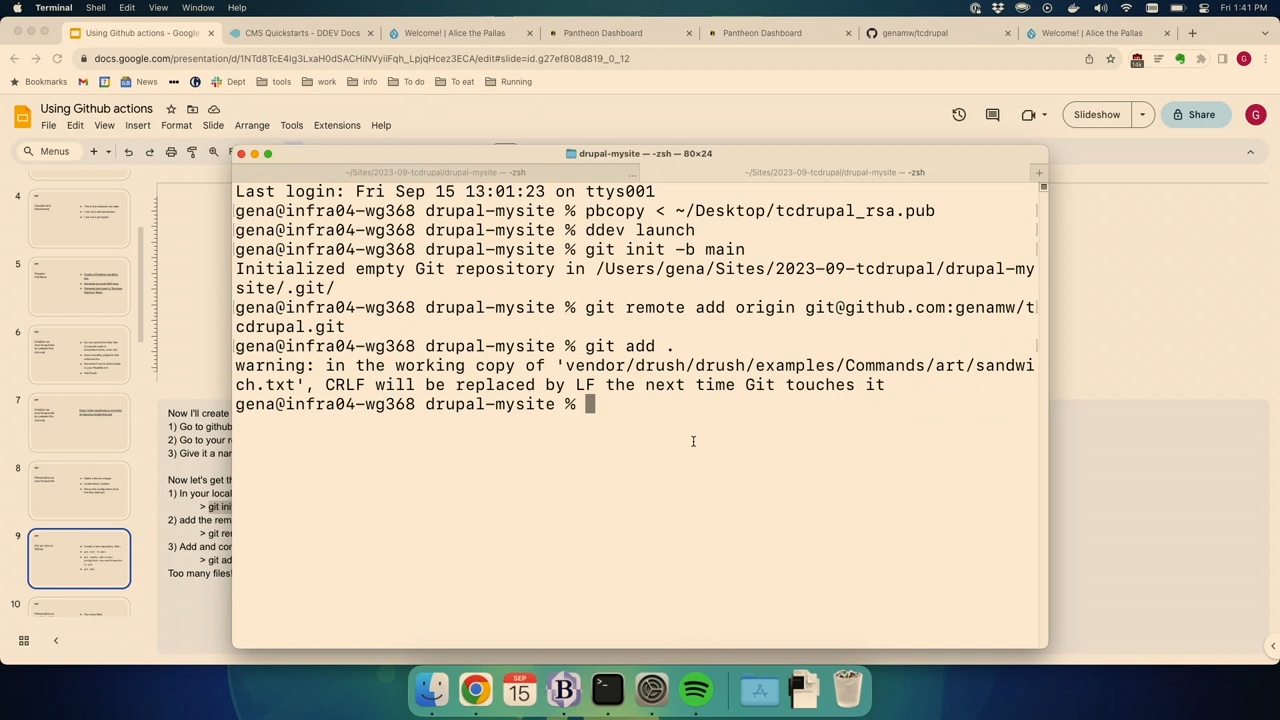 Terminal Shell Edit View Window Help
14k Fri 1:41 PM
Using Github actions - Google
CMS Quickstarts - DDEV Docs
Welcome! | Alice the Pallas
Pantheon Dashboard
Pantheon Dashboard
genamw/tcdrupal
Welcome! | Alice the Pallas
docs.google.com/presentation/d/1NTd8TcE4Ig3LxaH0dSACHiNVyiiFqh_LpjqHcez3ECA/edit#slide=id.g27ef808d819_0_12
Bookmarks News Dept tools work info To do To eat Running
Using Github actions
File Edit View Insert Format Slide Arrange Tools Extensions Help
Slideshow Share G
Menus
drupal-mysite — -zsh — 80×24
~/Sites/2023-09-tcdrupal/drupal-mysite — -zsh
~/Sites/2023-09-tcdrupal/drupal-mysite — -zsh
Last login: Fri Sep 15 13:01:23 on ttys001
gena@infra04-wg368 drupal-mysite % pbcopy < ~/Desktop/tcdrupal_rsa.pub
gena@infra04-wg368 drupal-mysite % ddev launch
gena@infra04-wg368 drupal-mysite % git init -b main
Initialized empty Git repository in /Users/gena/Sites/2023-09-tcdrupal/drupal-my
site/.git/
gena@infra04-wg368 drupal-mysite % git remote add origin git@github.com:genamw/t
cdrupal.git
gena@infra04-wg368 drupal-mysite % git add .
warning: in the working copy of 'vendor/drush/drush/examples/Commands/art/sandwi
ch.txt', CRLF will be replaced by LF the next time Git touches it
gena@infra04-wg368 drupal-mysite %
4
5
6
7
8
9
10
Now I'll create
1) Go to github
2) Go to your r
3) Give it a nar
Now let's get th
1) In your local
> git ini
2) add the rem
> git rer
3) Add and con
> git ad
Too many files!
SEP
15